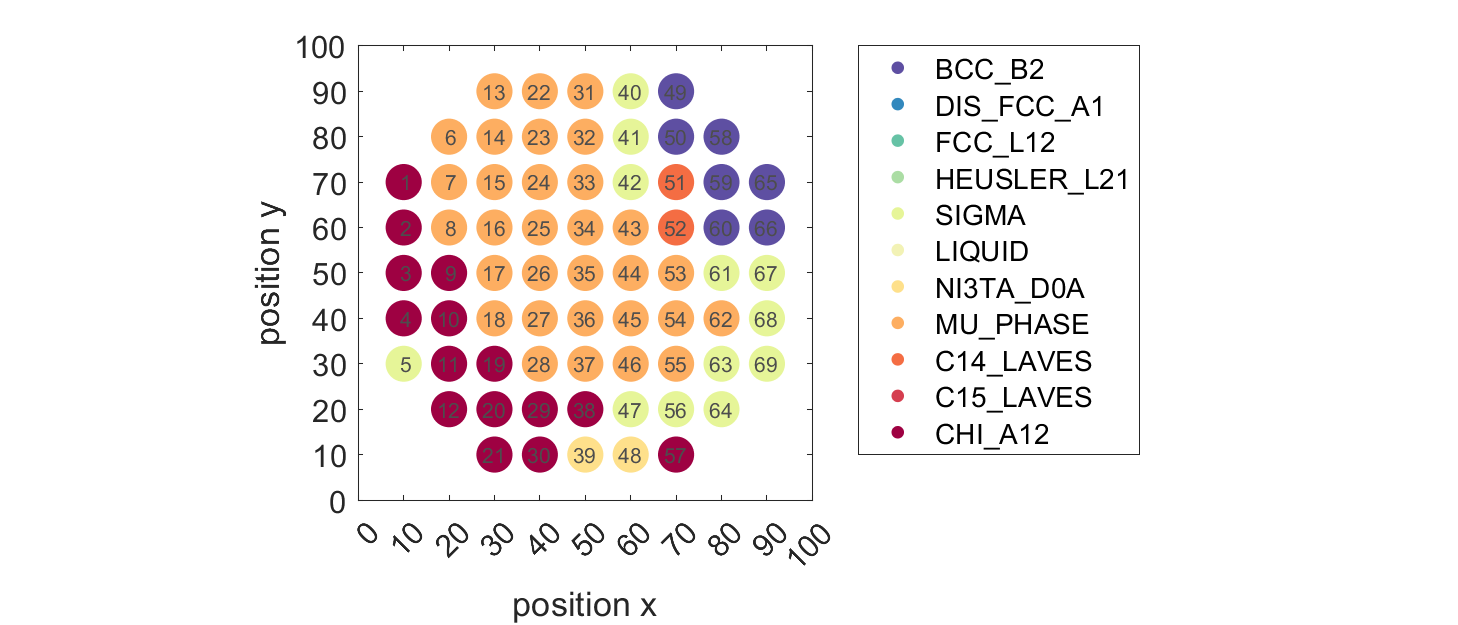 100
90
80
70
60
50
40
30
20
10
0
13 22 31 40 49
6 14 23 32 41 50 58
1 7 15 24 33 42 51 59 65
2 8 16 25 34 43 52 60 66
3 9 17 26 35 44 53 61 67
4 10 18 27 36 45 54 62 68
5 11 19 28 37 46 55 63 69
12 20 29 38 47 56 64
21 30 39 48 57
0 10 20 30 40 50 60 70 80 90 100
position y
position x
BCC_B2
DIS_FCC_A1
FCC_L12
HEUSLER_L21
SIGMA
LIQUID
NI3TA_D0A
MU_PHASE
C14_LAVES
C15_LAVES
CHI_A12